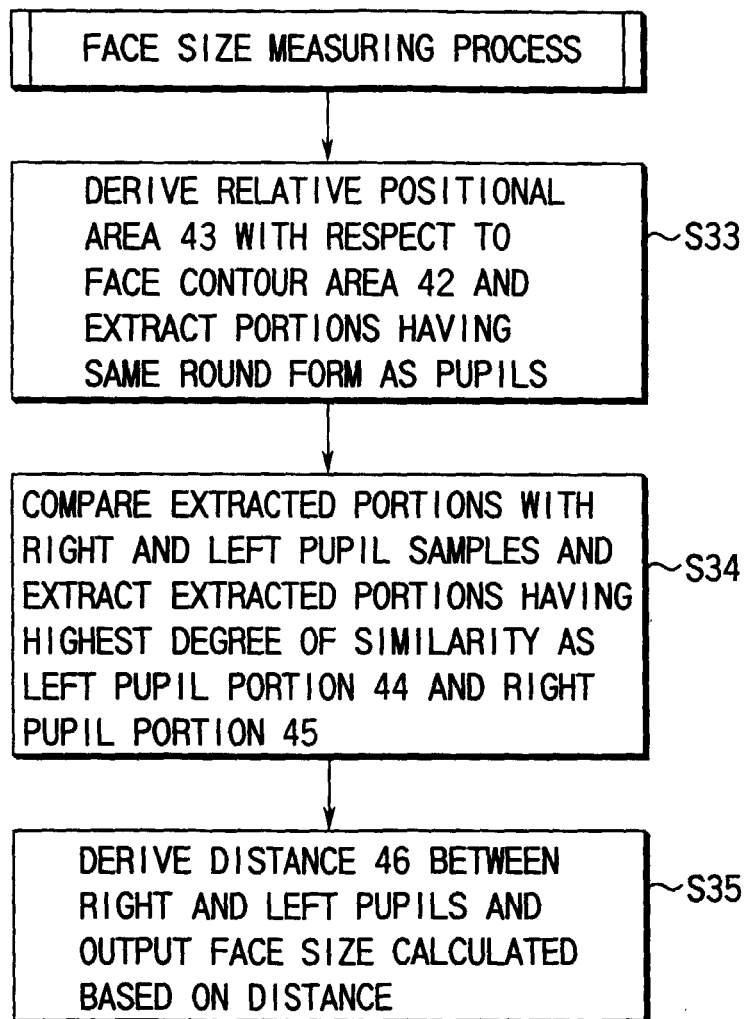 FACE SIZE MEASURING PROCESS
DERIVE RELATIVE POSITIONAL
AREA 43 WITH RESPECT TO
FACE CONTOUR AREA 42 AND
EXTRACT PORTIONS HAVING
SAME ROUND FORM AS PUPILS
~S33
COMPARE EXTRACTED PORTIONS WITH
RIGHT AND LEFT PUPIL SAMPLES AND
EXTRACT EXTRACTED PORTIONS HAVING
HIGHEST DEGREE OF SIMILARITY AS
LEFT PUPIL PORTION 44 AND RIGHT
PUPIL PORTION 45
~S34
DERIVE DISTANCE 46 BETWEEN
RIGHT AND LEFT PUPILS AND
OUTPUT FACE SIZE CALCULATED
BASED ON DISTANCE
~S35